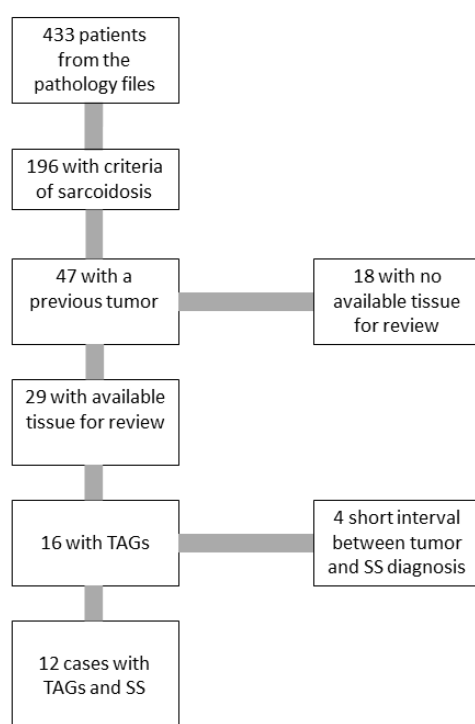 433 patients
from the
pathology files
196 with criteria
of sarcoidosis
47 with a
previous tumor
18 with no
available tissue
for review
29 with available
tissue for review
16 with TAGs
4 short interval
between tumor
and SS diagnosis
12 cases with
TAGs and SS